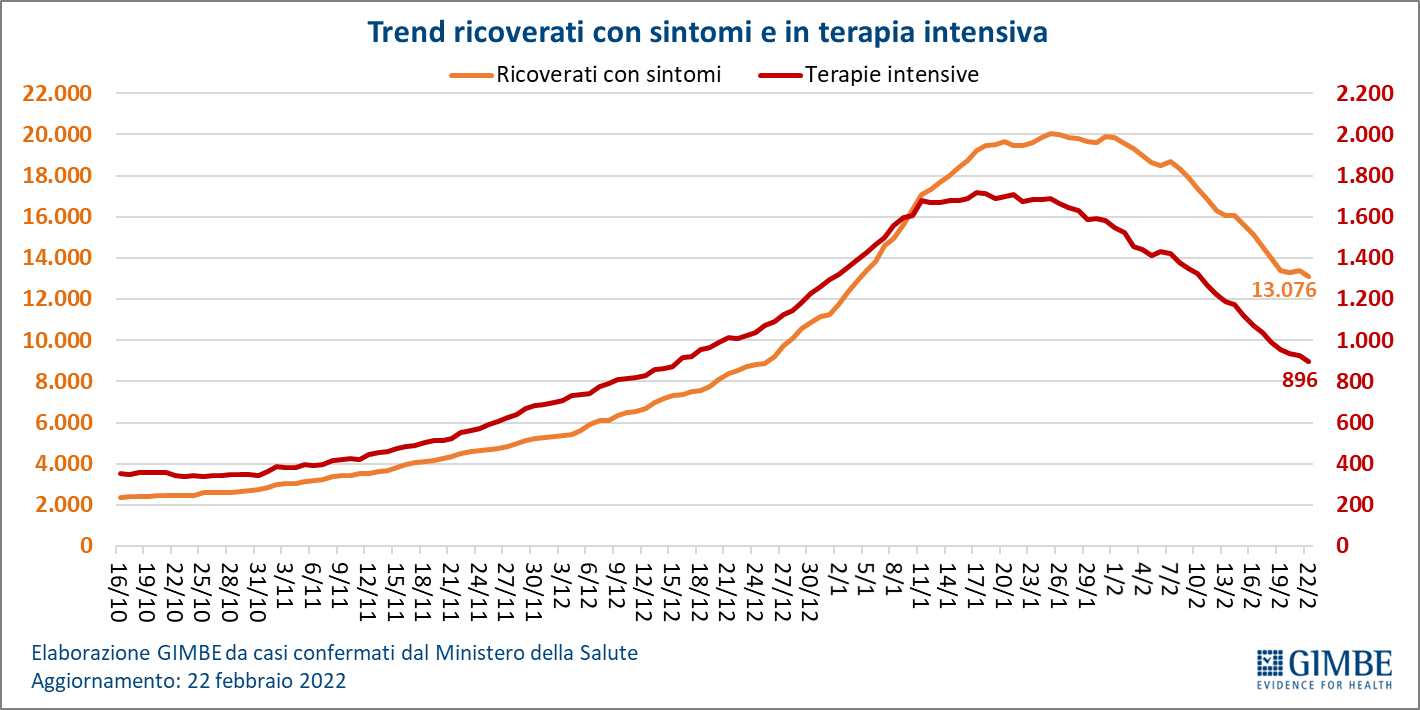 Trend ricoverati con sintomi e in terapia intensiva
Ricoverati con sintomi Terapie intensive
22.000 2.200
20.000 2.000
18.000 1.800
16.000 1.600
14.000 1.400
13.076
12.000 1.200
10.000 1.000
896
8.000 800
6.000 600
4.000 400
2.000 200
0 0
16/10 19/10 22/10 25/10 28/10 31/10 3/11 6/11 9/11 12/11 15/11 18/11 21/11 24/11 27/11 30/11 3/12 6/12 9/12 12/12 15/12 18/12 21/12 24/12 27/12 30/12 2/1 5/1 8/1 11/1 14/1 17/1 20/1 23/1 26/1 29/1 1/2 4/2 7/2 10/2 13/2 16/2 19/2 22/2
Elaborazione GIMBE da casi confermati dal Ministero della Salute
Aggiornamento: 22 febbraio 2022
GIMBE
EVIDENCE FOR HEALTH